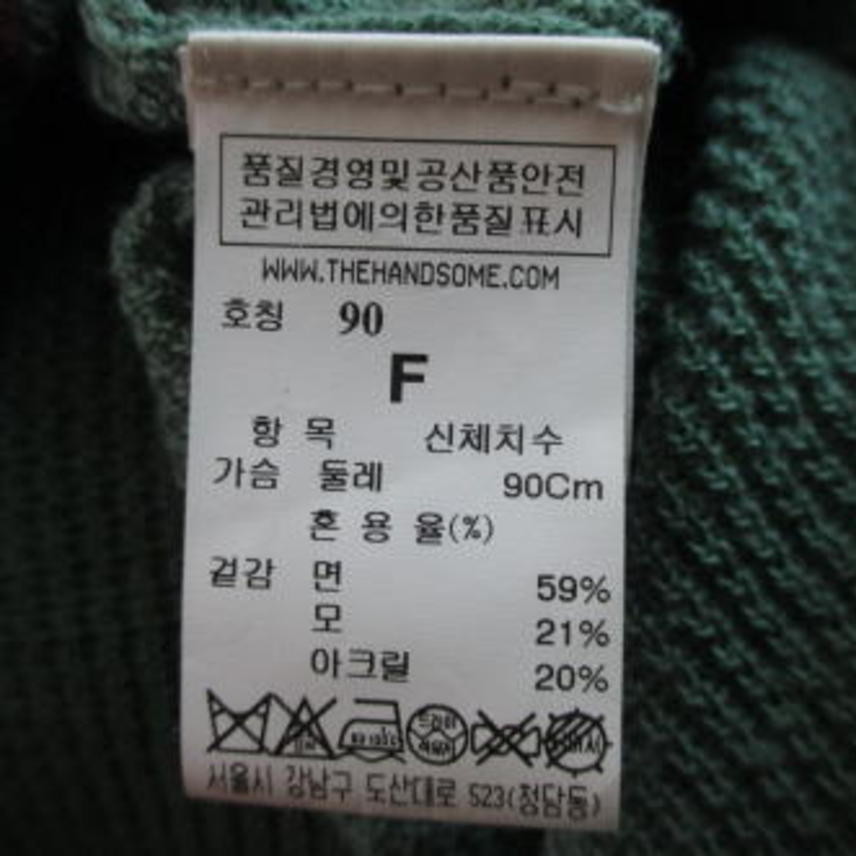 품질경영및공산품안전
관리법에의한품질표시
WWW.THEHANDSOME.COM
호칭 90
F
항 목 신체치수
가슴 둘레 90Cm
혼 용 율(%)
겉감 면 59%
모 21%
아크릴 20%
드라이
서울시 강남구 도산대로 523(청담동)